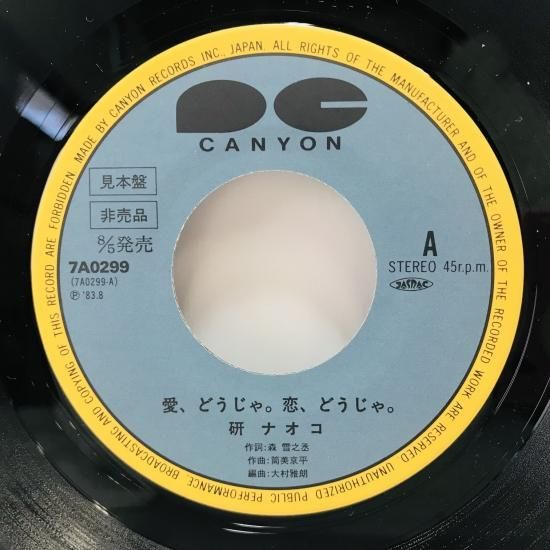 MADE BY CANYON RECORDS INC., JAPAN. ALL RIGHTS OF THE MANUFACTURER AND OF THE OWNER OF THE RECORDED WORK ARE RESERVED UNAUTHORIZED PUBLIC PERFORMANCE BROADCASTING AND COPYING OF THIS RECORD ARE FORBIDDEN.
CANYON
見本盤
非売品
8/5発売
7A0299
(7A0299-A)
Ⓟ '83.8
A
STEREO 45r.p.m.
JASRAC
愛、どうじゃ。恋、どうじゃ。
研 ナオコ
作詞:森 雪之丞
作曲:筒美京平
編曲:大村雅朗